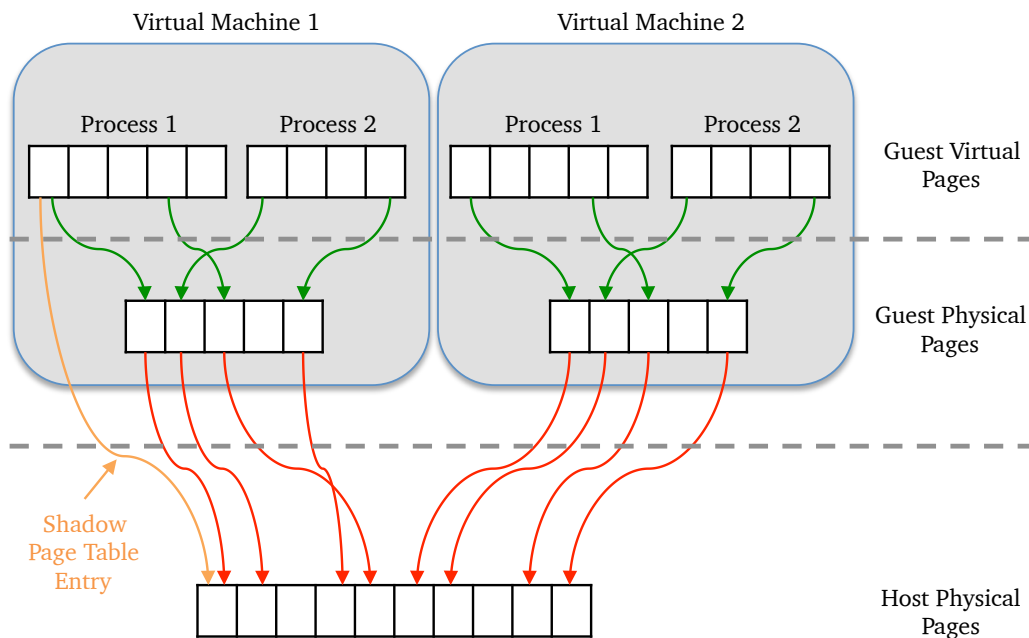 Virtual Machine 1
Virtual Machine 2
Process 1
Process 2
Process 1
Process 2
Guest Virtual
Pages
Guest Physical
Pages
Shadow
Page Table
Entry
Host Physical
Pages